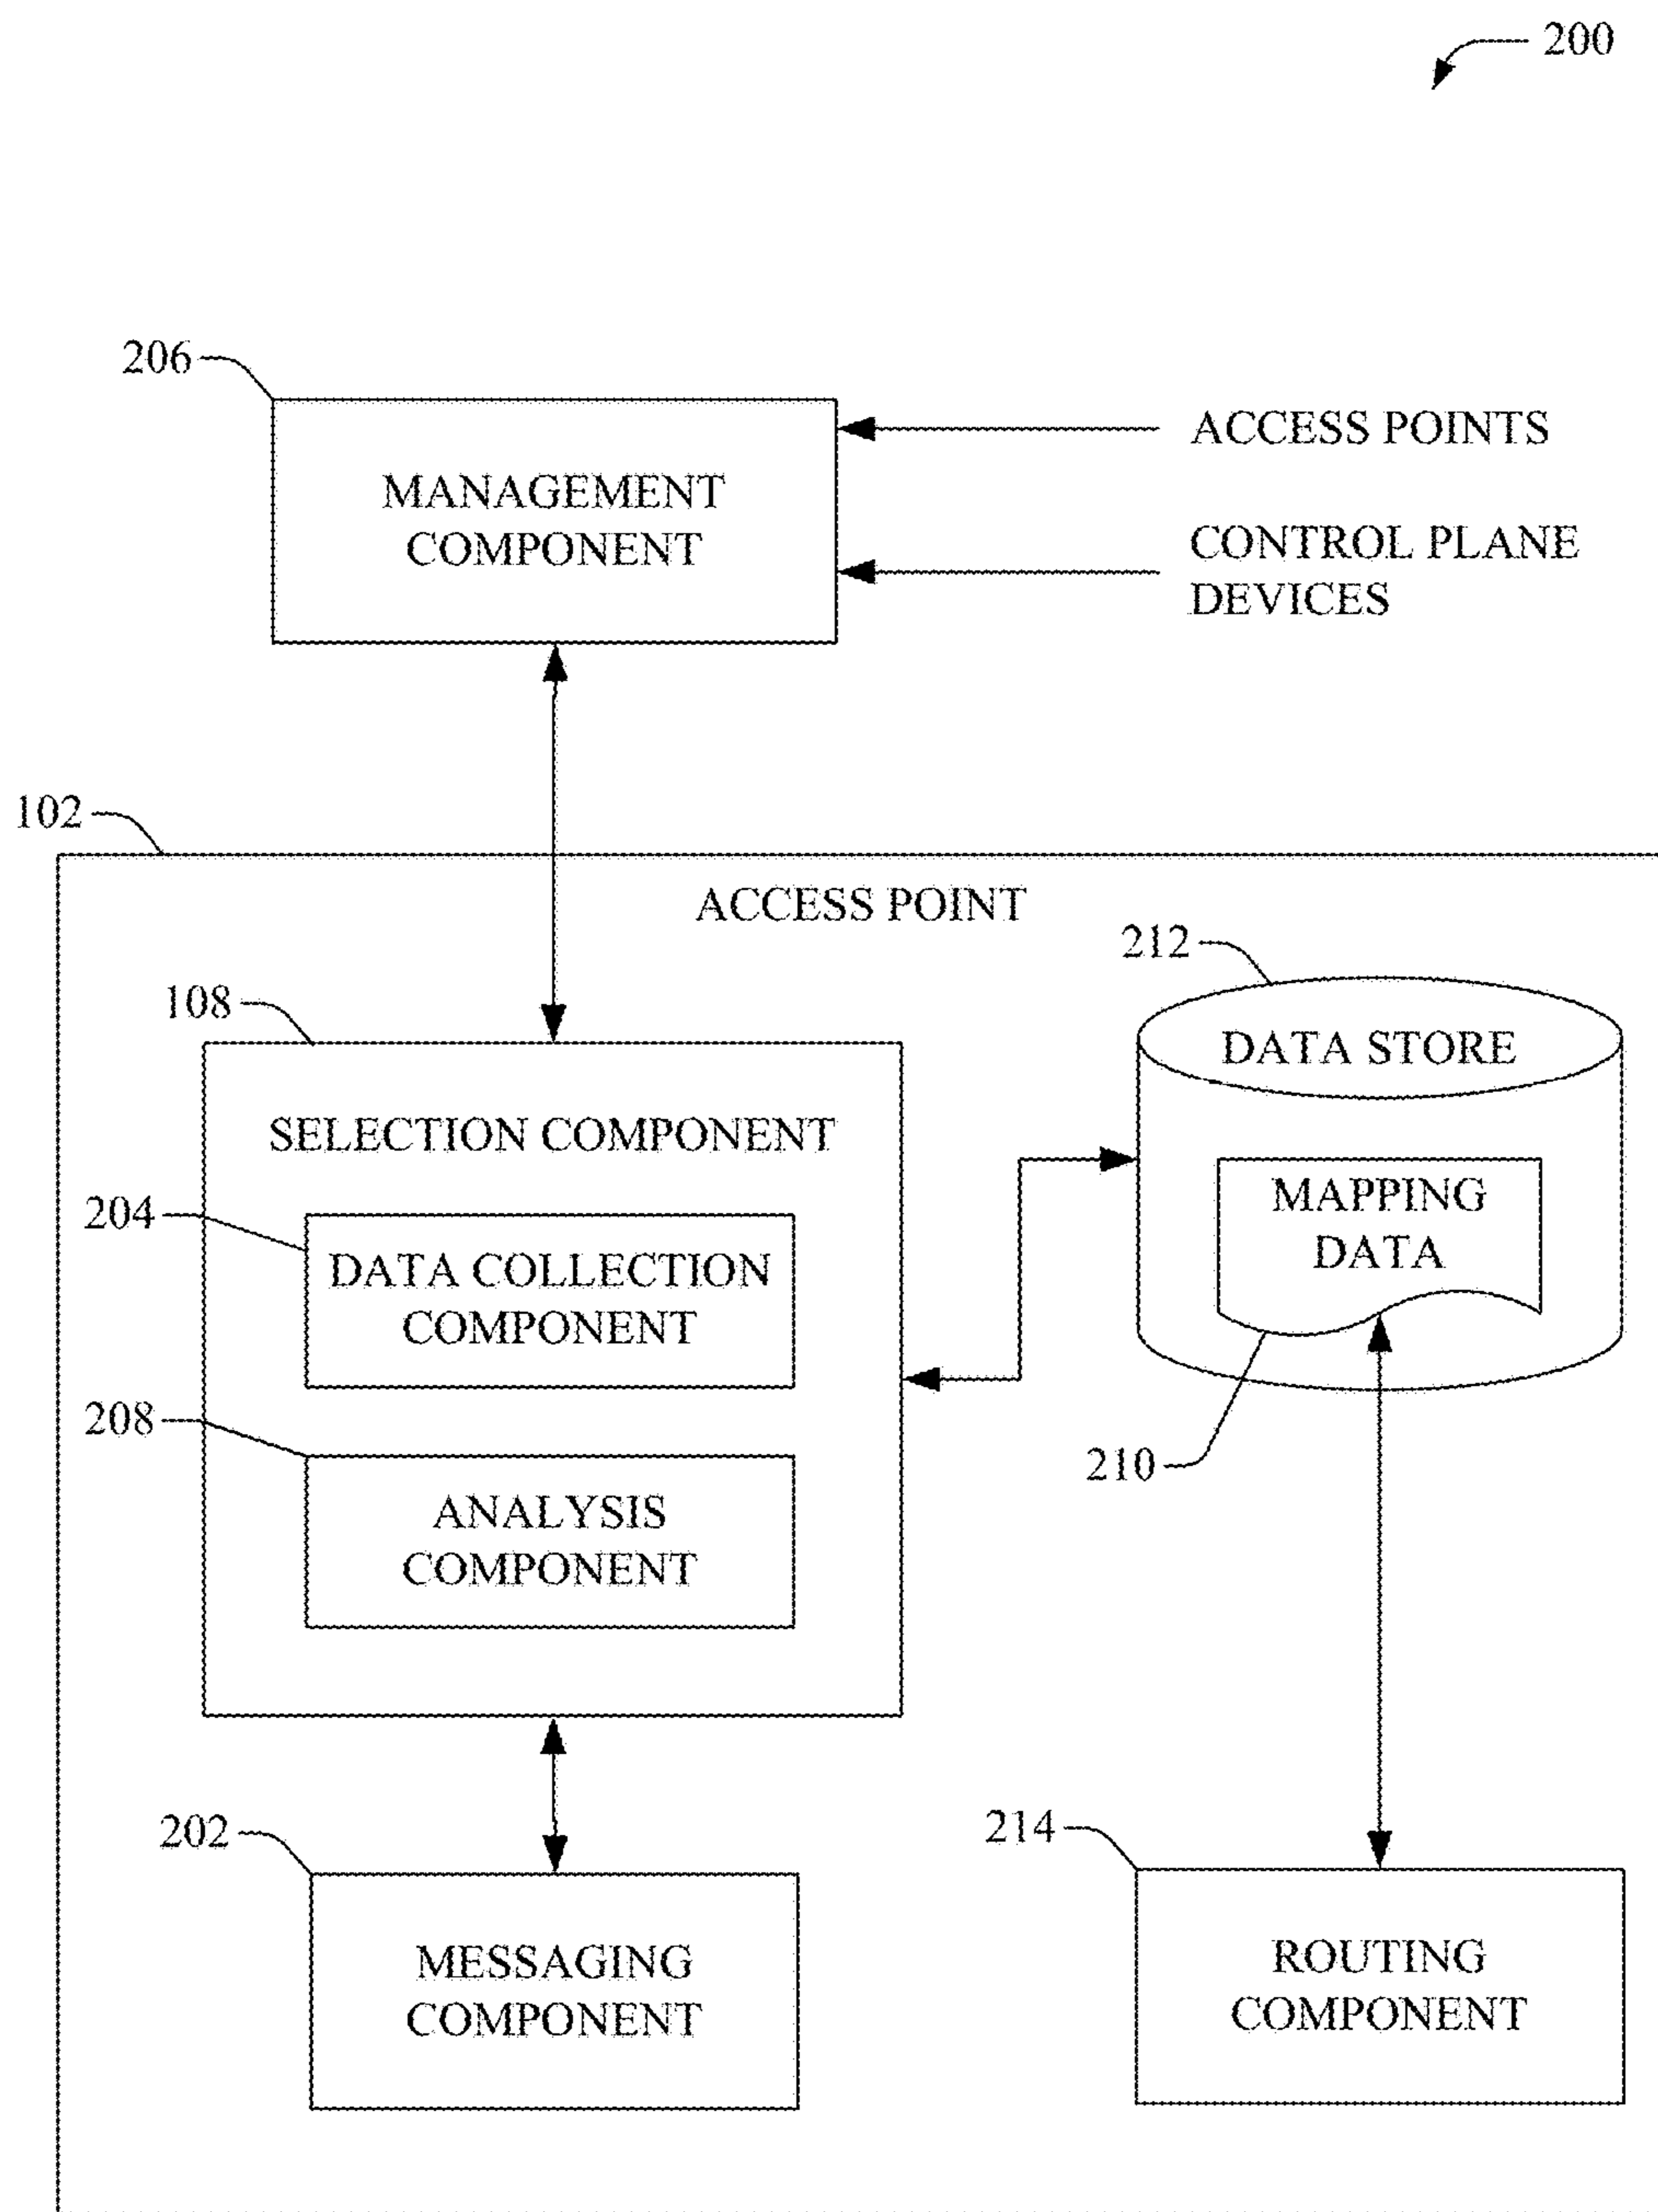 200
206
MANAGEMENT
COMPONENT
ACCESS POINTS
CONTROL PLANE
DEVICES
102
ACCESS POINT
212
108
DATA STORE
SELECTION COMPONENT
MAPPING
DATA
204
DATA COLLECTION
COMPONENT
208
210
ANALYSIS
COMPONENT
202
214
MESSAGING
COMPONENT
ROUTING
COMPONENT